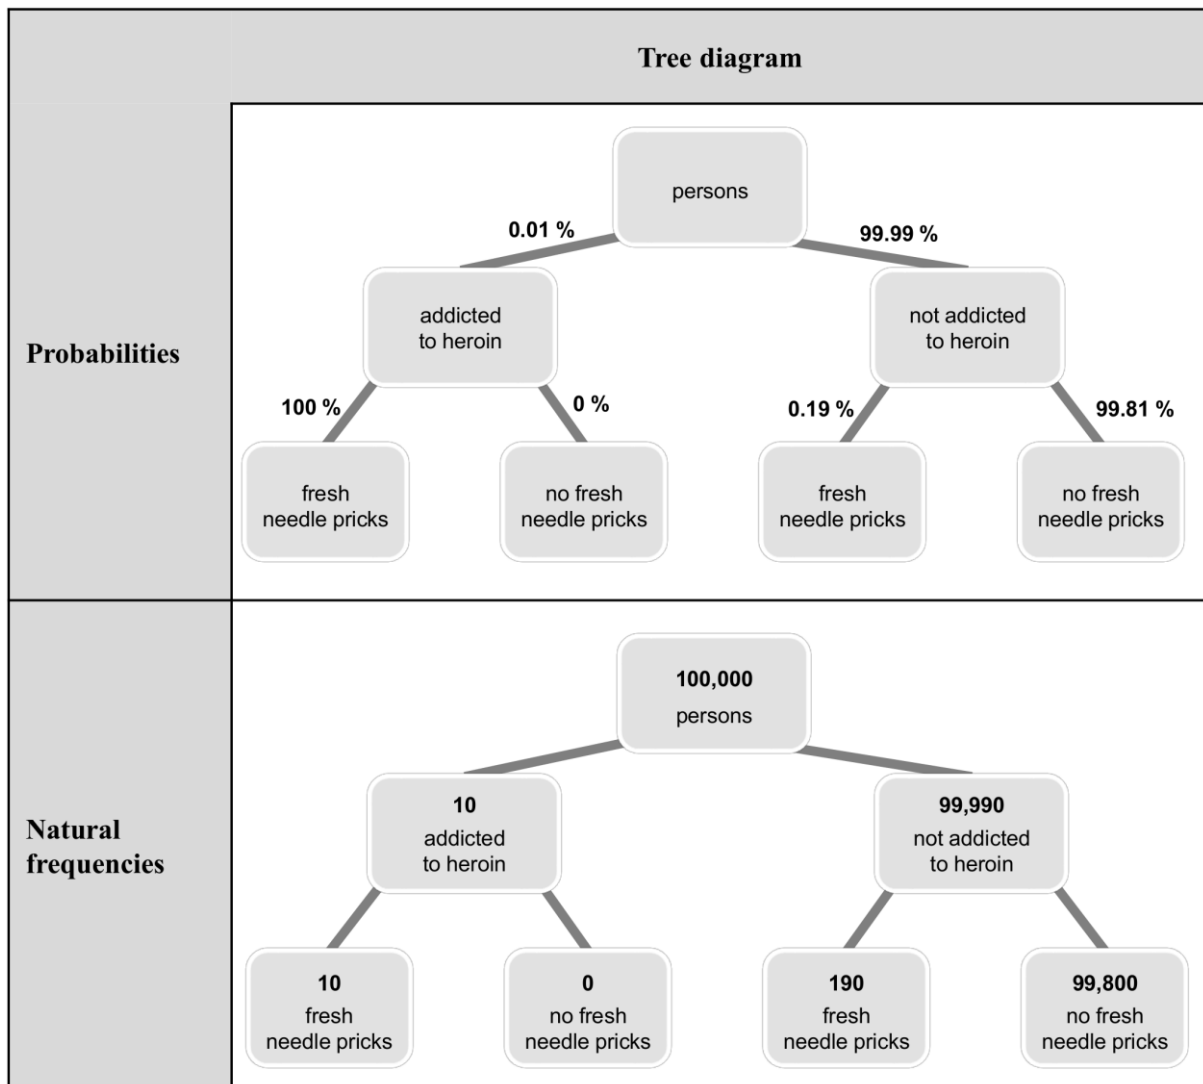 Tree diagram
Probabilities
persons
0.01 %
99.99 %
addicted
to heroin
not addicted
to heroin
100 %
0 %
0.19 %
99.81 %
fresh
needle pricks
no fresh
needle pricks
fresh
needle pricks
no fresh
needle pricks
Natural
frequencies
100,000
persons
10
addicted
to heroin
99,990
not addicted
to heroin
10
fresh
needle pricks
0
no fresh
needle pricks
190
fresh
needle pricks
99,800
no fresh
needle pricks